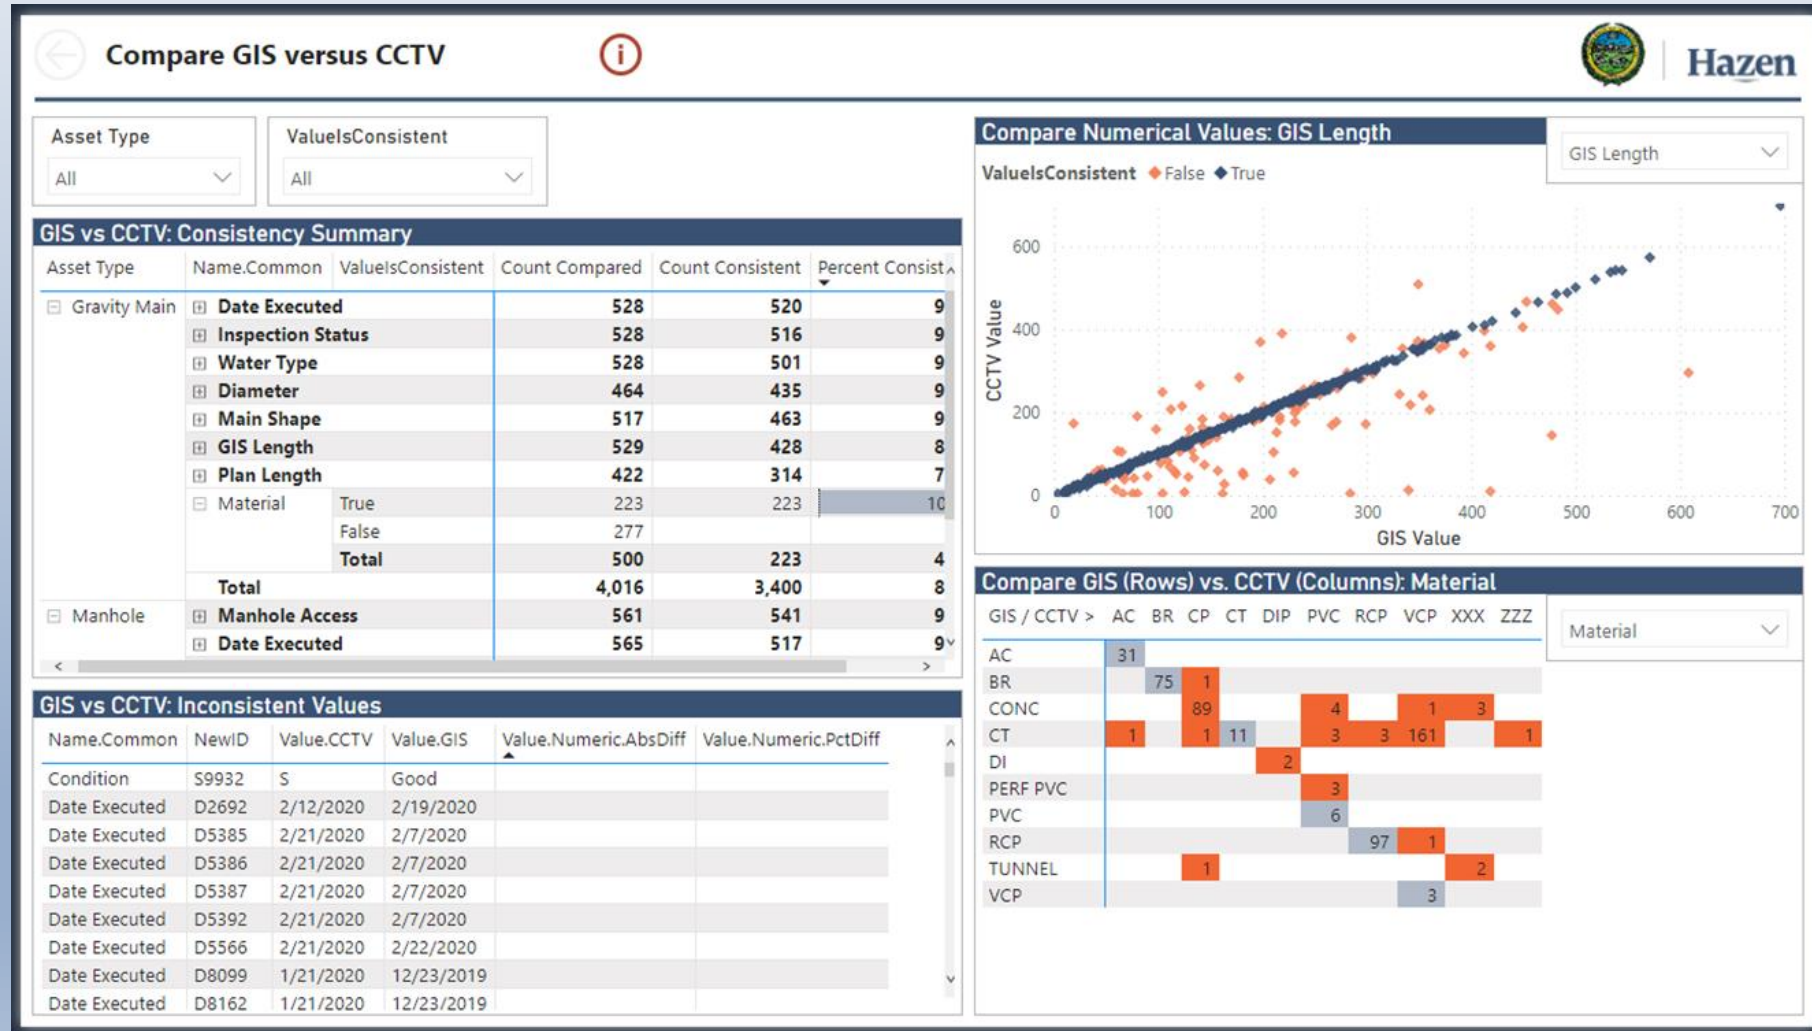 Compare GIS versus CCTV
i
Hazen
Asset Type
All
ValueIsConsistent
All
GIS vs CCTV: Consistency Summary
Asset Type Name.Common ValueIsConsistent Count Compared Count Consistent Percent Consist
Gravity Main Date Executed 528 520 9
Inspection Status 528 516 9
Water Type 528 501 9
Diameter 464 435 9
Main Shape 517 463 9
GIS Length 529 428 8
Plan Length 422 314 7
Material True 223 223 10
False 277
Total 500 223 4
Total 4,016 3,400 8
Manhole Manhole Access 561 541 9
Date Executed 565 517 9
GIS vs CCTV: Inconsistent Values
Name.Common NewID Value.CCTV Value.GIS Value.Numeric.AbsDiff Value.Numeric.PctDiff
Condition S9932 S Good
Date Executed D2692 2/12/2020 2/19/2020
Date Executed D5385 2/21/2020 2/7/2020
Date Executed D5386 2/21/2020 2/7/2020
Date Executed D5387 2/21/2020 2/7/2020
Date Executed D5392 2/21/2020 2/7/2020
Date Executed D5566 2/21/2020 2/22/2020
Date Executed D8099 1/21/2020 12/23/2019
Date Executed D8162 1/21/2020 12/23/2019
Compare Numerical Values: GIS Length
GIS Length
ValueIsConsistent False True
CCTV Value
600
400
200
0
0 100 200 300 400 500 600 700
GIS Value
Compare GIS (Rows) vs. CCTV (Columns): Material
Material
GIS / CCTV > AC BR CP CT DIP PVC RCP VCP XXX ZZZ
AC 31
BR 75 1
CONC 89 4 1 3
CT 1 1 11 3 3 161 1
DI 2
PERF PVC 3
PVC 6
RCP 97 1
TUNNEL 1 2
VCP 3